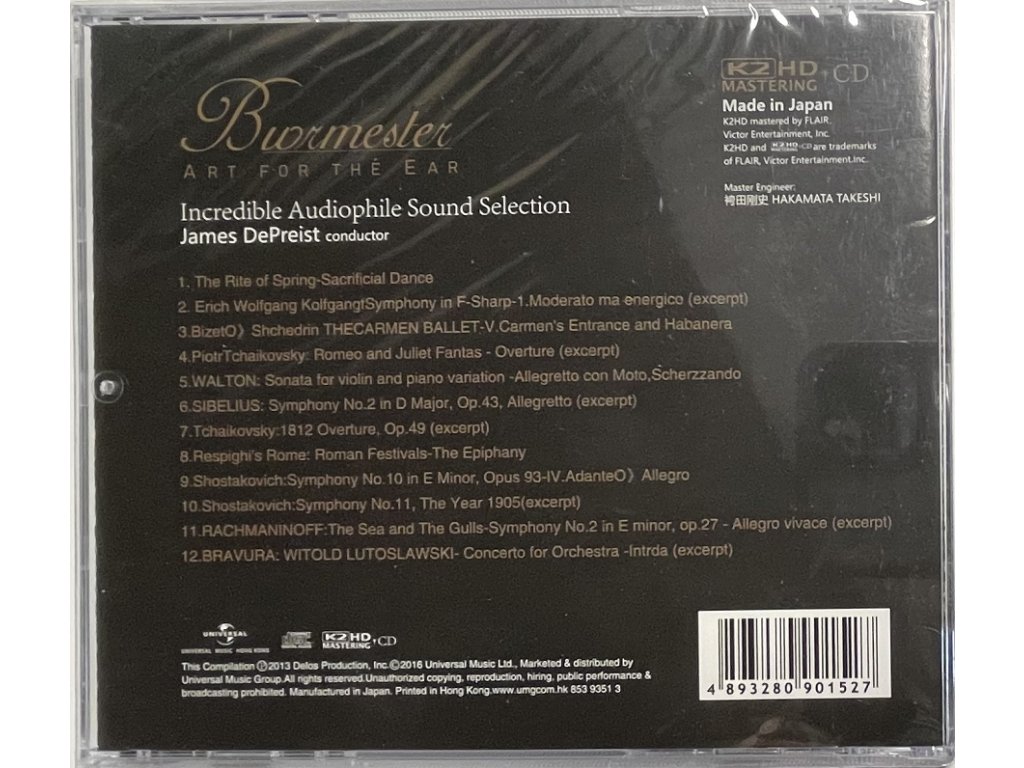 K2HD MASTERING +CD
Made in Japan
K2HD mastered by FLAIR.
Victor Entertainment, Inc.
K2HD and K2HD MASTERING +CD are trademarks
of FLAIR, Victor Entertainment.Inc.
Master Engineer:
袴田剛史 HAKAMATA TAKESHI
Burmester
ART FOR THE EAR
Incredible Audiophile Sound Selection
James DePreist conductor
1. The Rite of Spring-Sacrificial Dance
2. Erich Wolfgang KolfgangtSymphony in F-Sharp-1.Moderato ma energico (excerpt)
3.BizetO》Shchedrin THECARMEN BALLET-V.Carmen's Entrance and Habanera
4.PiotrTchaikovsky: Romeo and Juliet Fantas - Overture (excerpt)
5.WALTON: Sonata for violin and piano variation -Allegretto con Moto,Scherzzando
6.SIBELIUS: Symphony No.2 in D Major, Op.43, Allegretto (excerpt)
7.Tchaikovsky:1812 Overture, Op.49 (excerpt)
8.Respighi's Rome: Roman Festivals-The Epiphany
9.Shostakovich:Symphony No.10 in E Minor, Opus 93-IV.AdanteO》Allegro
10.Shostakovich:Symphony No.11, The Year 1905(excerpt)
11.RACHMANINOFF:The Sea and The Gulls-Symphony No.2 in E minor, op.27 - Allegro vivace (excerpt)
12.BRAVURA: WITOLD LUTOSLAWSKI- Concerto for Orchestra -Intrda (excerpt)
UNIVERSAL
UNIVERSAL MUSIC HONG KONG
K2HD MASTERING +CD
This Compilation Ⓟ2013 Delos Production, Inc.©2016 Universal Music Ltd., Marketed & distributed by
Universal Music Group.All rights reserved.Unauthorized copying, reproduction, hiring, public performance &
broadcasting prohibited. Manufactured in Japan. Printed in Hong Kong.www.umgcom.hk 853 9351 3
4 893280 901527